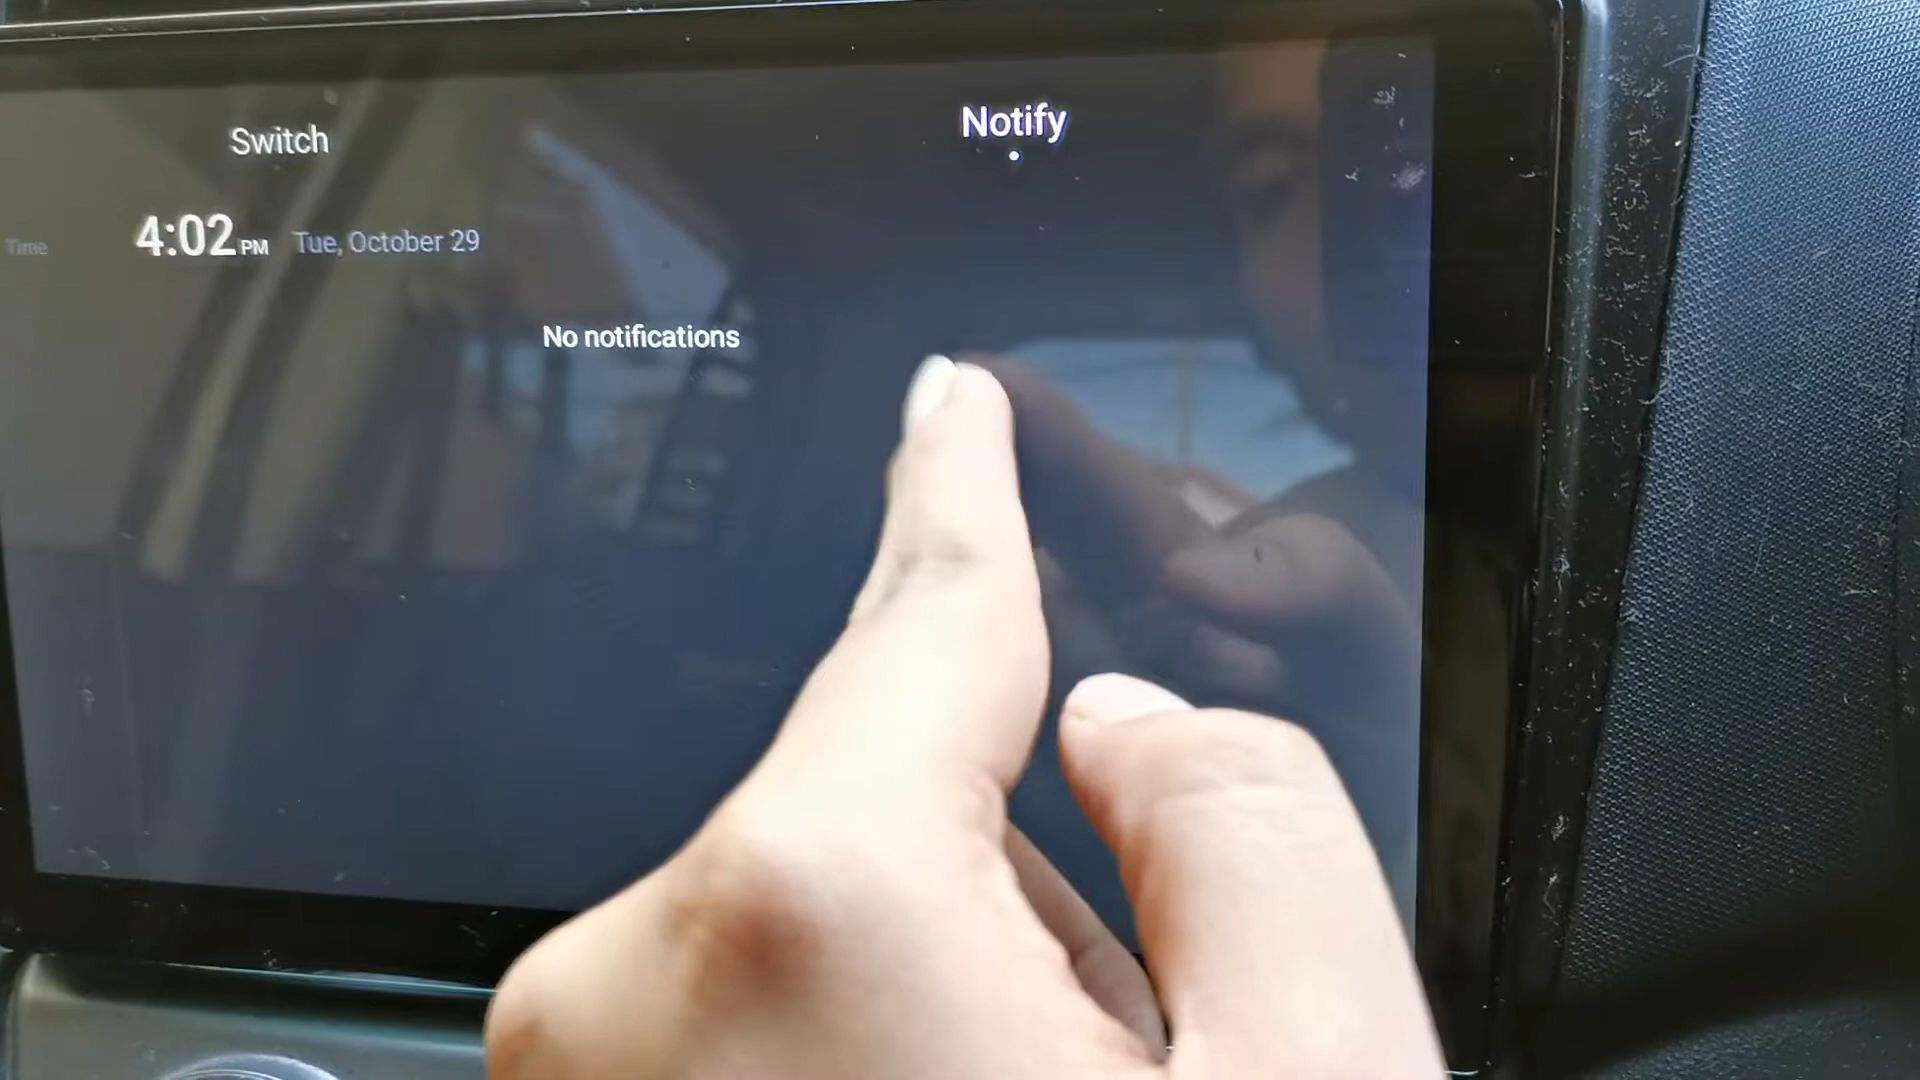 Switch
Notify
Time
4:02 PM Tue, October 29
No notifications